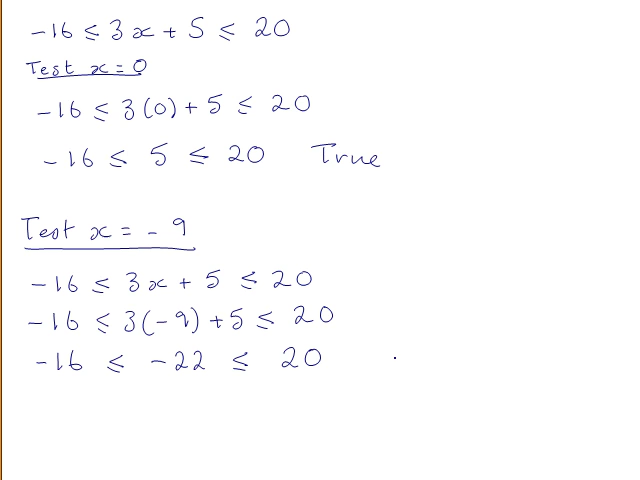 -16 ≤ 3x + 5 ≤ 20
Test x = 0
-16 ≤ 3(0) + 5 ≤ 20
-16 ≤ 5 ≤ 20 True
Test x = -9
-16 ≤ 3x + 5 ≤ 20
-16 ≤ 3(-9) + 5 ≤ 20
-16 ≤ -22 ≤ 20